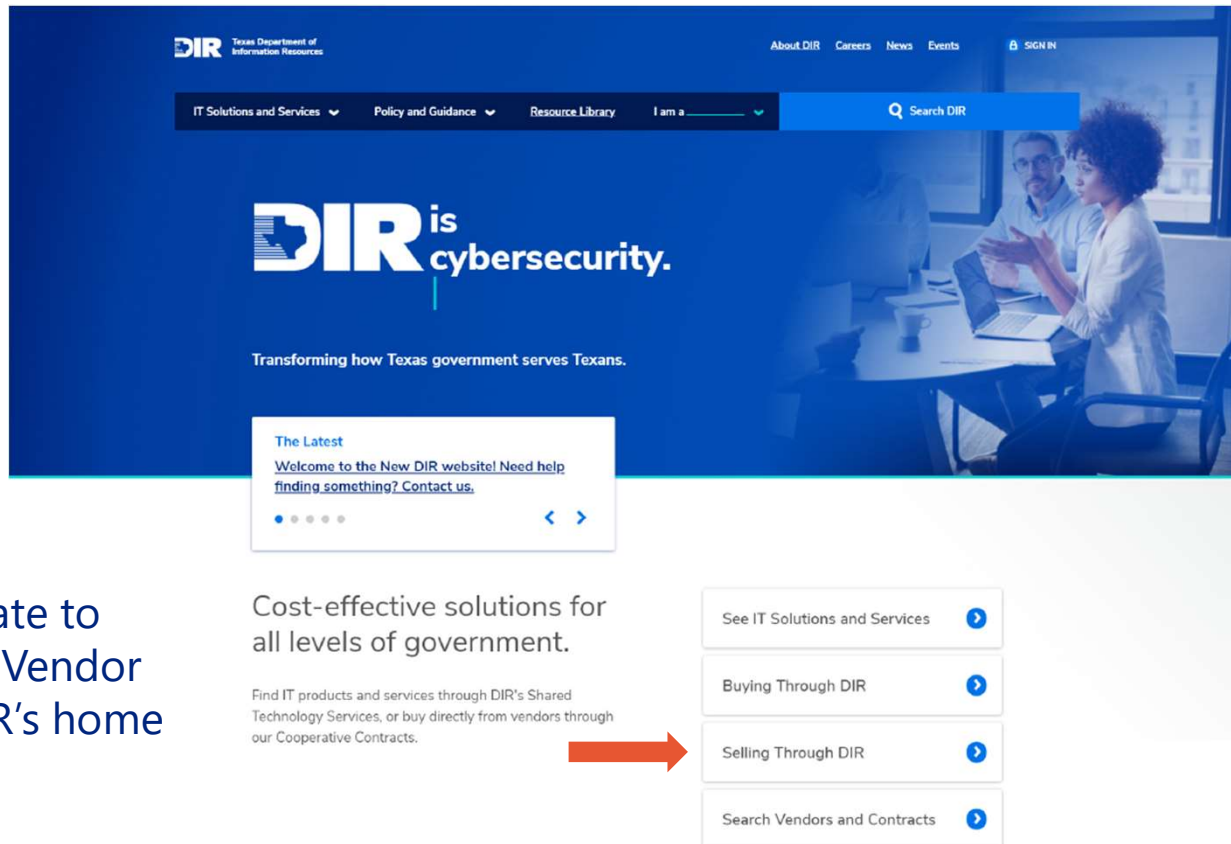 DIR Texas Department of
Information Resources
About DIR Careers News Events SIGN IN
IT Solutions and Services Policy and Guidance Resource Library I am a ________ Search DIR
DIR is
cybersecurity.
Transforming how Texas government serves Texans.
The Latest
Welcome to the New DIR website! Need help
finding something? Contact us.
ate to
Vendor
R's home
Cost-effective solutions for
all levels of government.
Find IT products and services through DIR's Shared
Technology Services, or buy directly from vendors through
our Cooperative Contracts.
See IT Solutions and Services
Buying Through DIR
Selling Through DIR
Search Vendors and Contracts